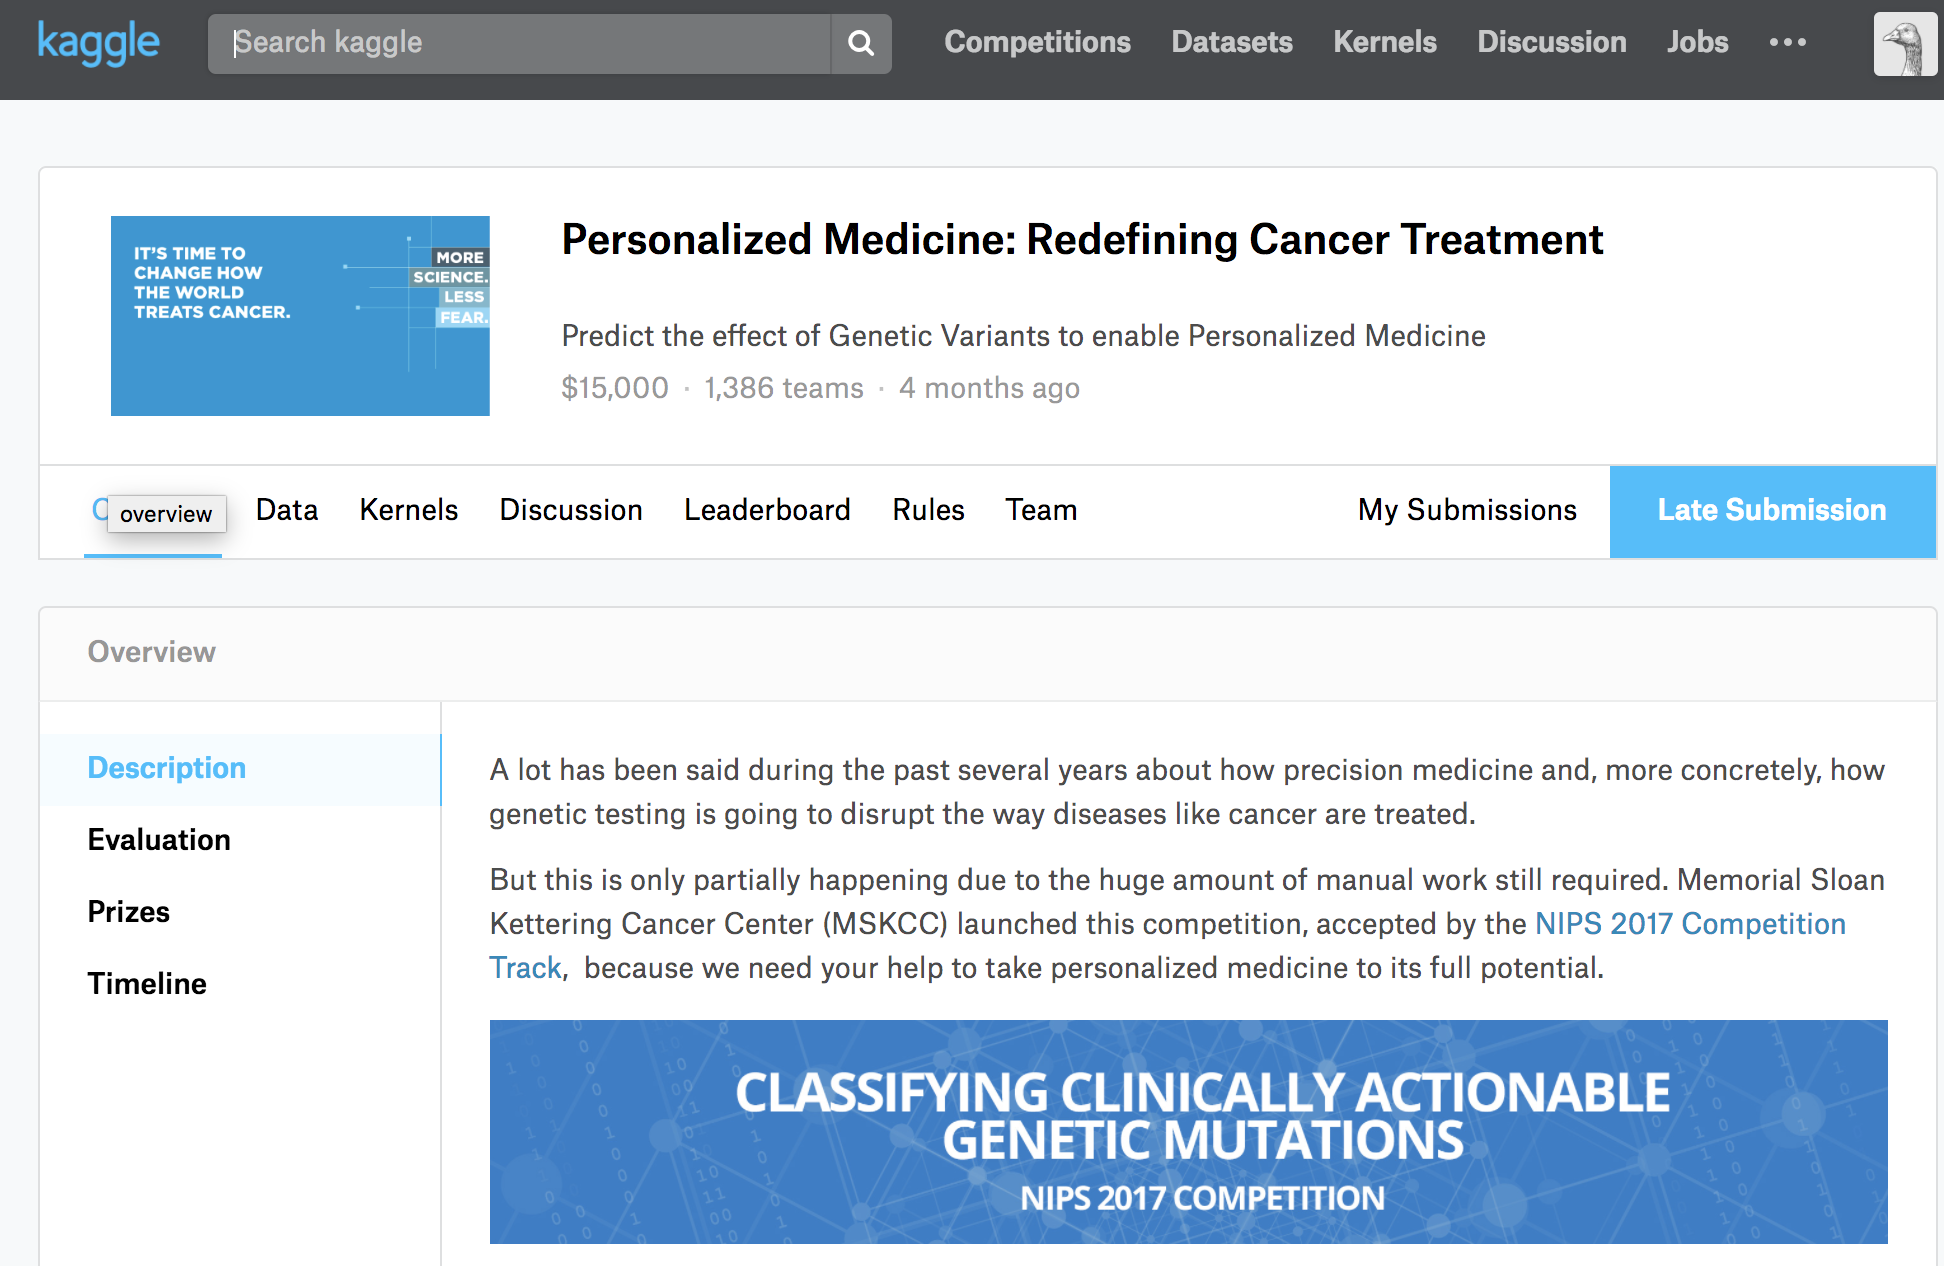 kaggle
Search kaggle
Competitions
Datasets
Kernels
Discussion
Jobs
IT'S TIME TO
CHANGE HOW
THE WORLD
TREATS CANCER.
MORE
SCIENCE.
LESS
FEAR.
Personalized Medicine: Redefining Cancer Treatment
Predict the effect of Genetic Variants to enable Personalized Medicine
$15,000 · 1,386 teams · 4 months ago
overview
Data
Kernels
Discussion
Leaderboard
Rules
Team
My Submissions
Late Submission
Overview
Description
Evaluation
Prizes
Timeline
A lot has been said during the past several years about how precision medicine and, more concretely, how
genetic testing is going to disrupt the way diseases like cancer are treated.
But this is only partially happening due to the huge amount of manual work still required. Memorial Sloan
Kettering Cancer Center (MSKCC) launched this competition, accepted by the NIPS 2017 Competition
Track, because we need your help to take personalized medicine to its full potential.
CLASSIFYING CLINICALLY ACTIONABLE
GENETIC MUTATIONS
NIPS 2017 COMPETITION